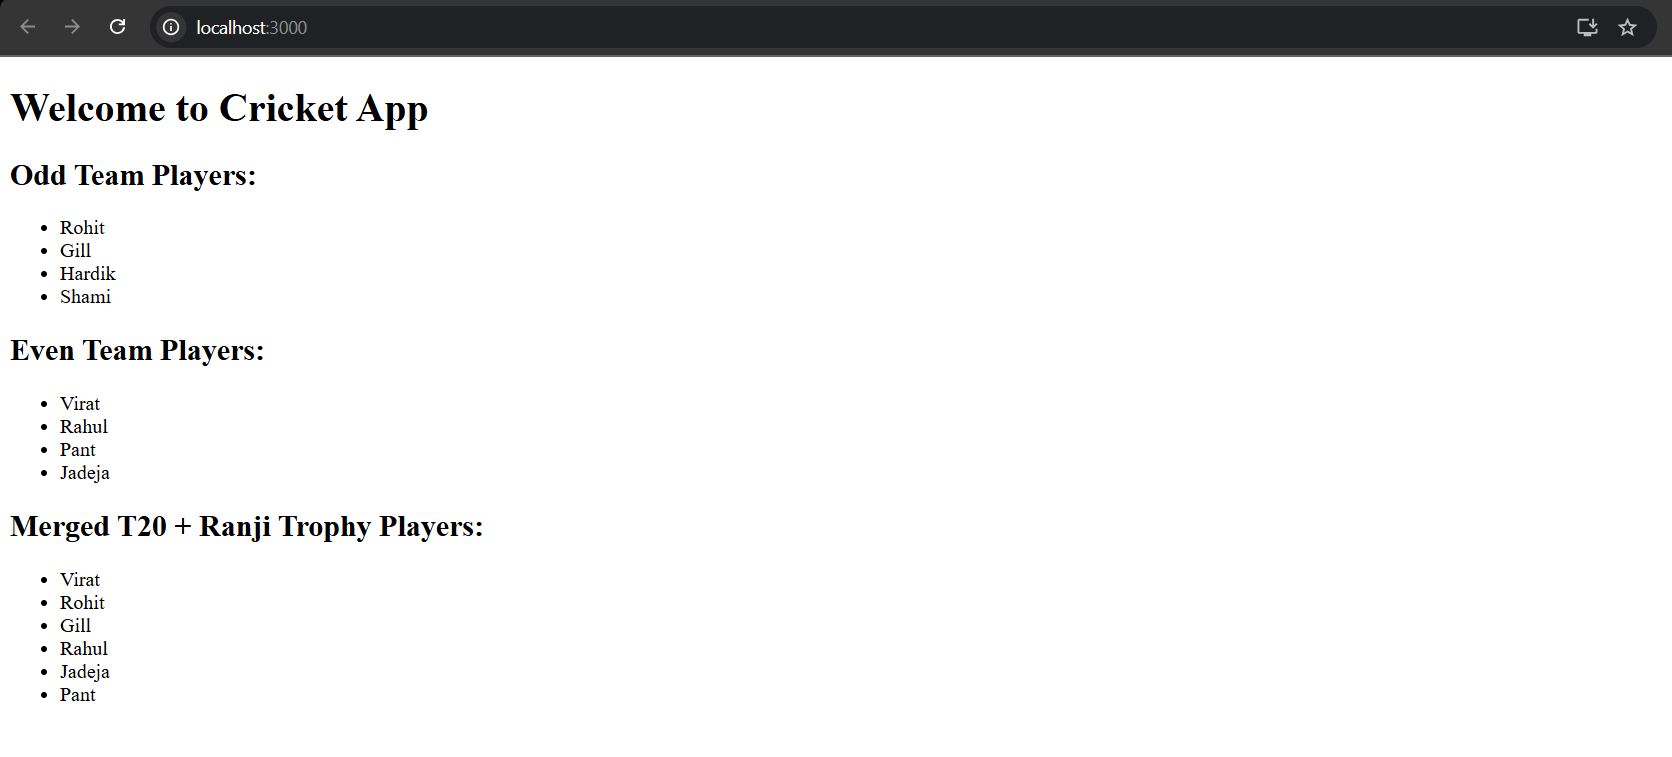 localhost:3000
Welcome to Cricket App
Odd Team Players:
Rohit
Gill
Hardik
Shami
Even Team Players:
Virat
Rahul
Pant
Jadeja
Merged T20 + Ranji Trophy Players:
Virat
Rohit
Gill
Rahul
Jadeja
Pant